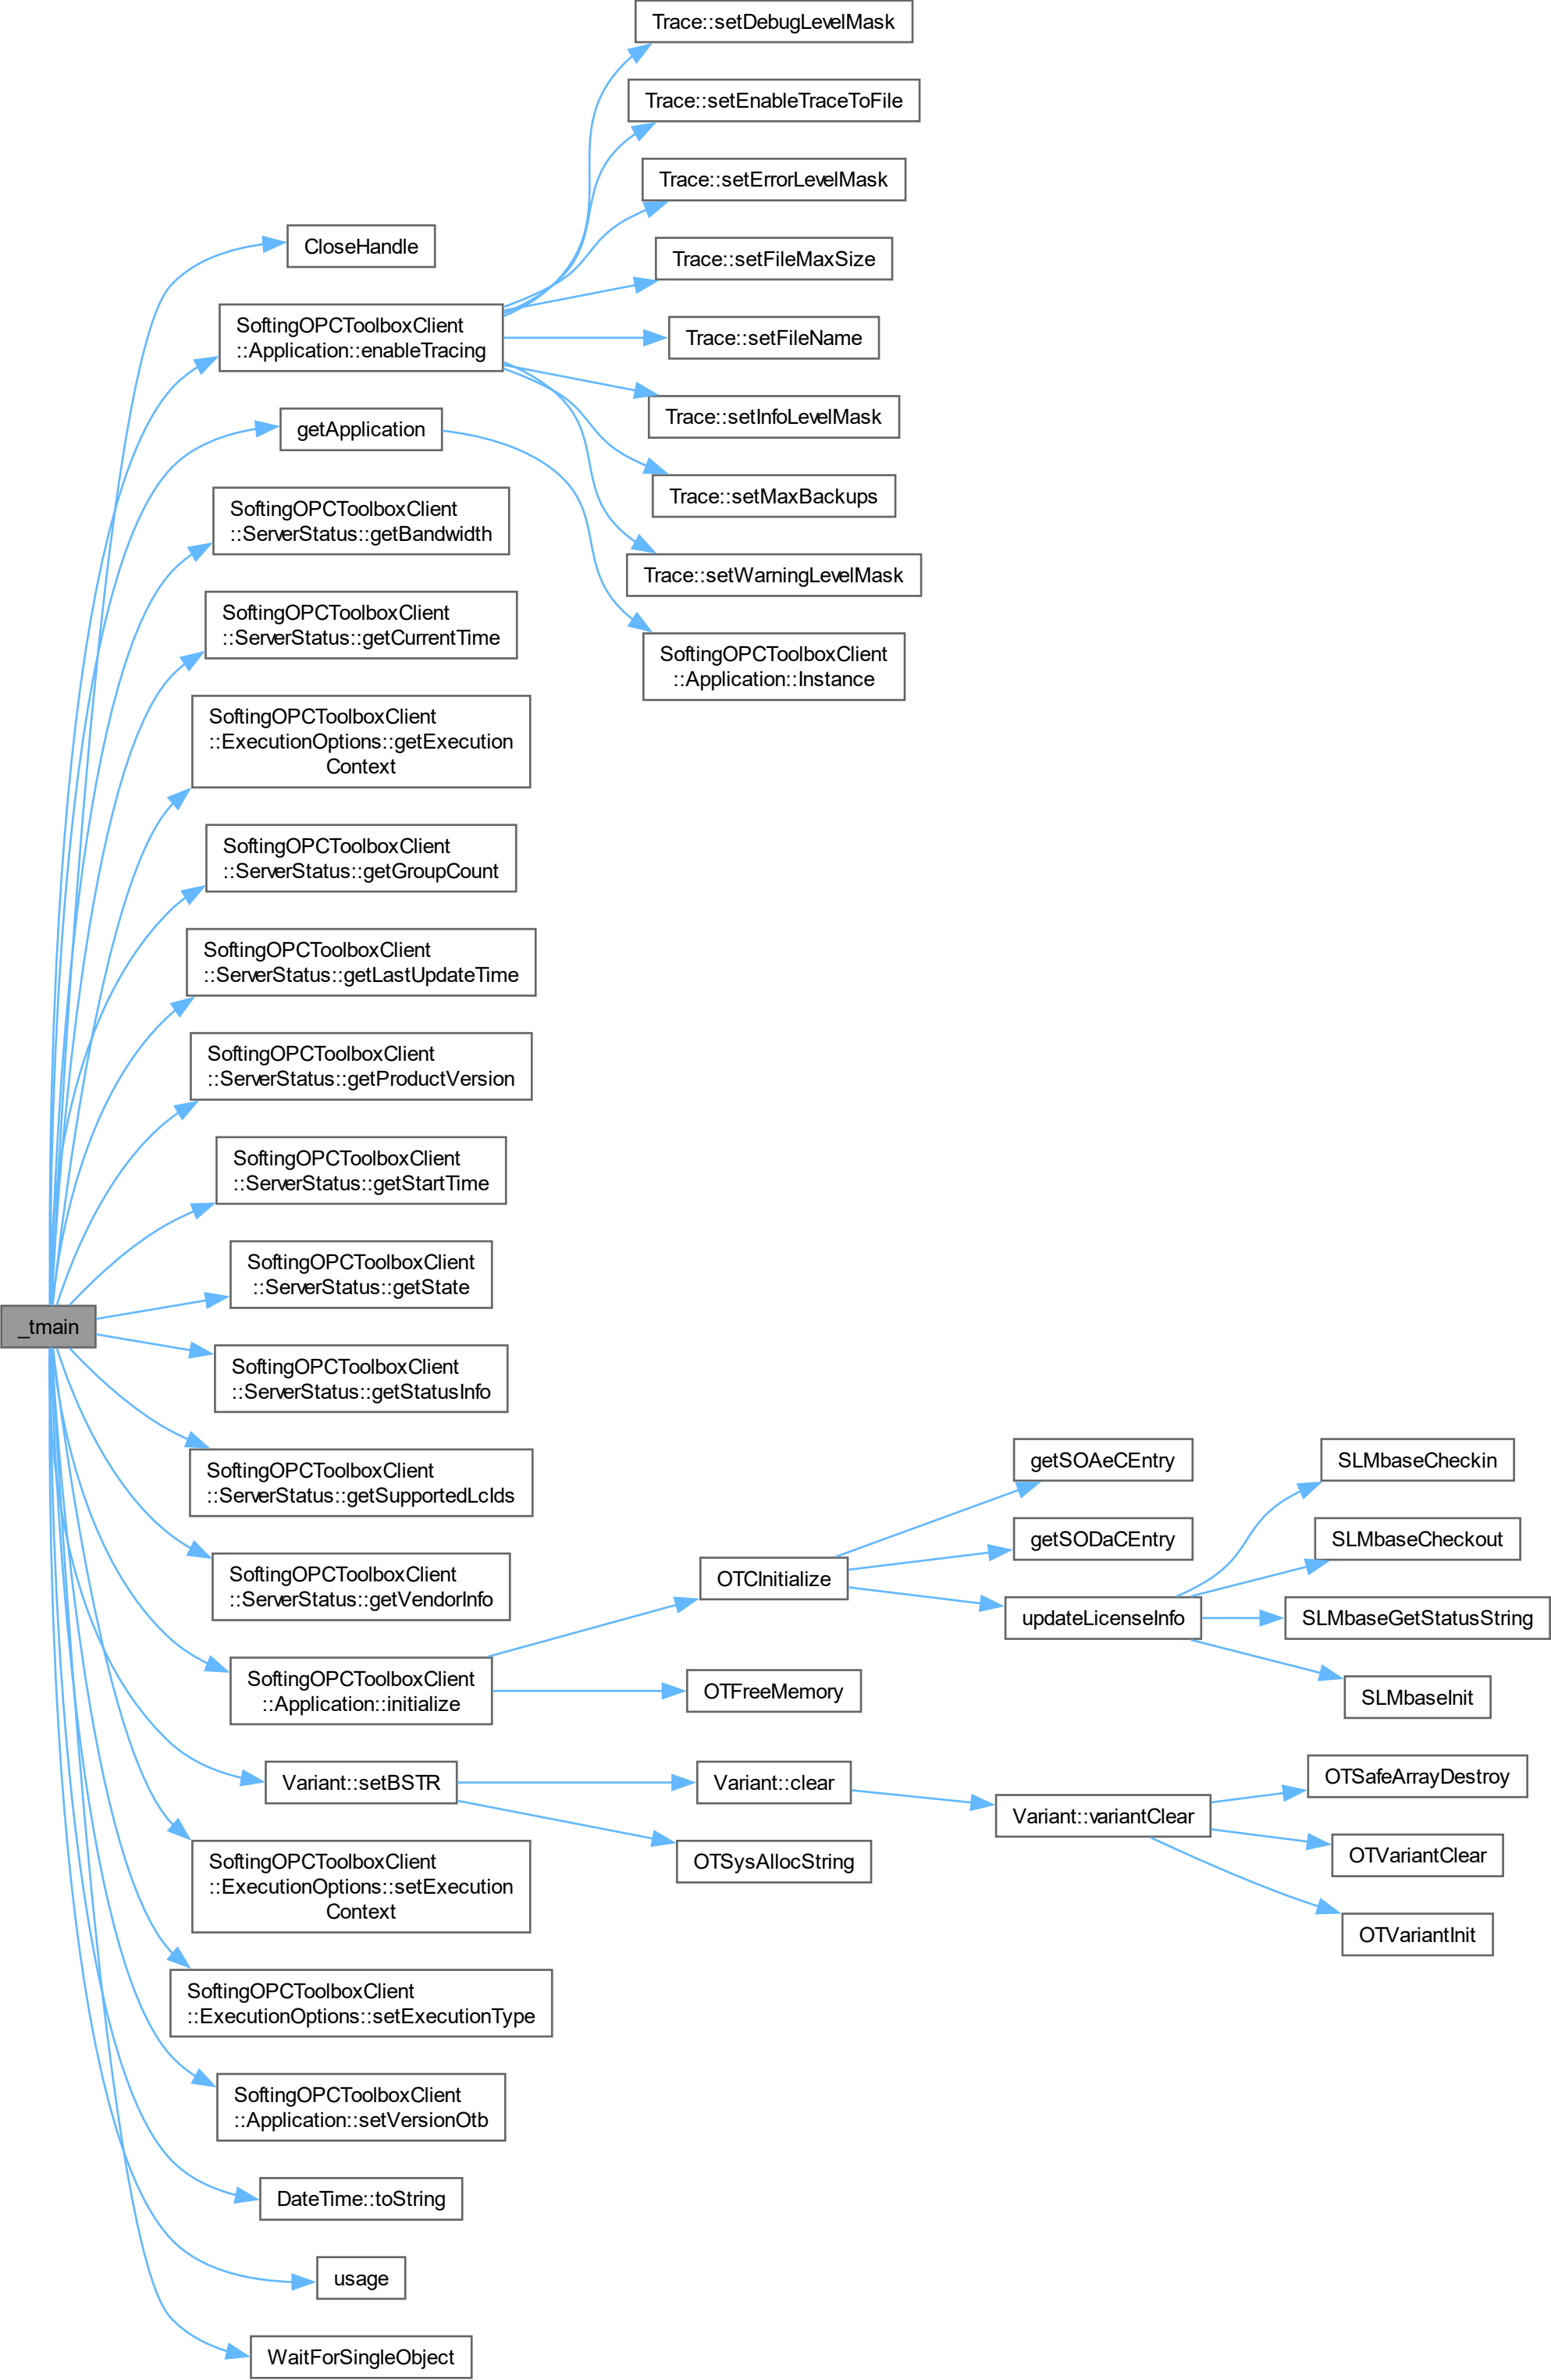 _tmain
CloseHandle
SoftingOPCToolboxClient
::Application::enableTracing
getApplication
SoftingOPCToolboxClient
::ServerStatus::getBandwidth
SoftingOPCToolboxClient
::ServerStatus::getCurrentTime
SoftingOPCToolboxClient
::ExecutionOptions::getExecution
Context
SoftingOPCToolboxClient
::ServerStatus::getGroupCount
SoftingOPCToolboxClient
::ServerStatus::getLastUpdateTime
SoftingOPCToolboxClient
::ServerStatus::getProductVersion
SoftingOPCToolboxClient
::ServerStatus::getStartTime
SoftingOPCToolboxClient
::ServerStatus::getState
SoftingOPCToolboxClient
::ServerStatus::getStatusInfo
SoftingOPCToolboxClient
::ServerStatus::getSupportedLcIds
SoftingOPCToolboxClient
::ServerStatus::getVendorInfo
SoftingOPCToolboxClient
::Application::initialize
Variant::setBSTR
SoftingOPCToolboxClient
::ExecutionOptions::setExecution
Context
SoftingOPCToolboxClient
::ExecutionOptions::setExecutionType
SoftingOPCToolboxClient
::Application::setVersionOtb
DateTime::toString
usage
WaitForSingleObject
Trace::setDebugLevelMask
Trace::setEnableTraceToFile
Trace::setErrorLevelMask
Trace::setFileMaxSize
Trace::setFileName
Trace::setInfoLevelMask
Trace::setMaxBackups
Trace::setWarningLevelMask
SoftingOPCToolboxClient
::Application::Instance
OTCInitialize
OTFreeMemory
Variant::clear
OTSysAllocString
getSOAeCEntry
getSODaCEntry
updateLicenseInfo
Variant::variantClear
SLMbaseCheckin
SLMbaseCheckout
SLMbaseGetStatusString
SLMbaseInit
OTSafeArrayDestroy
OTVariantClear
OTVariantInit